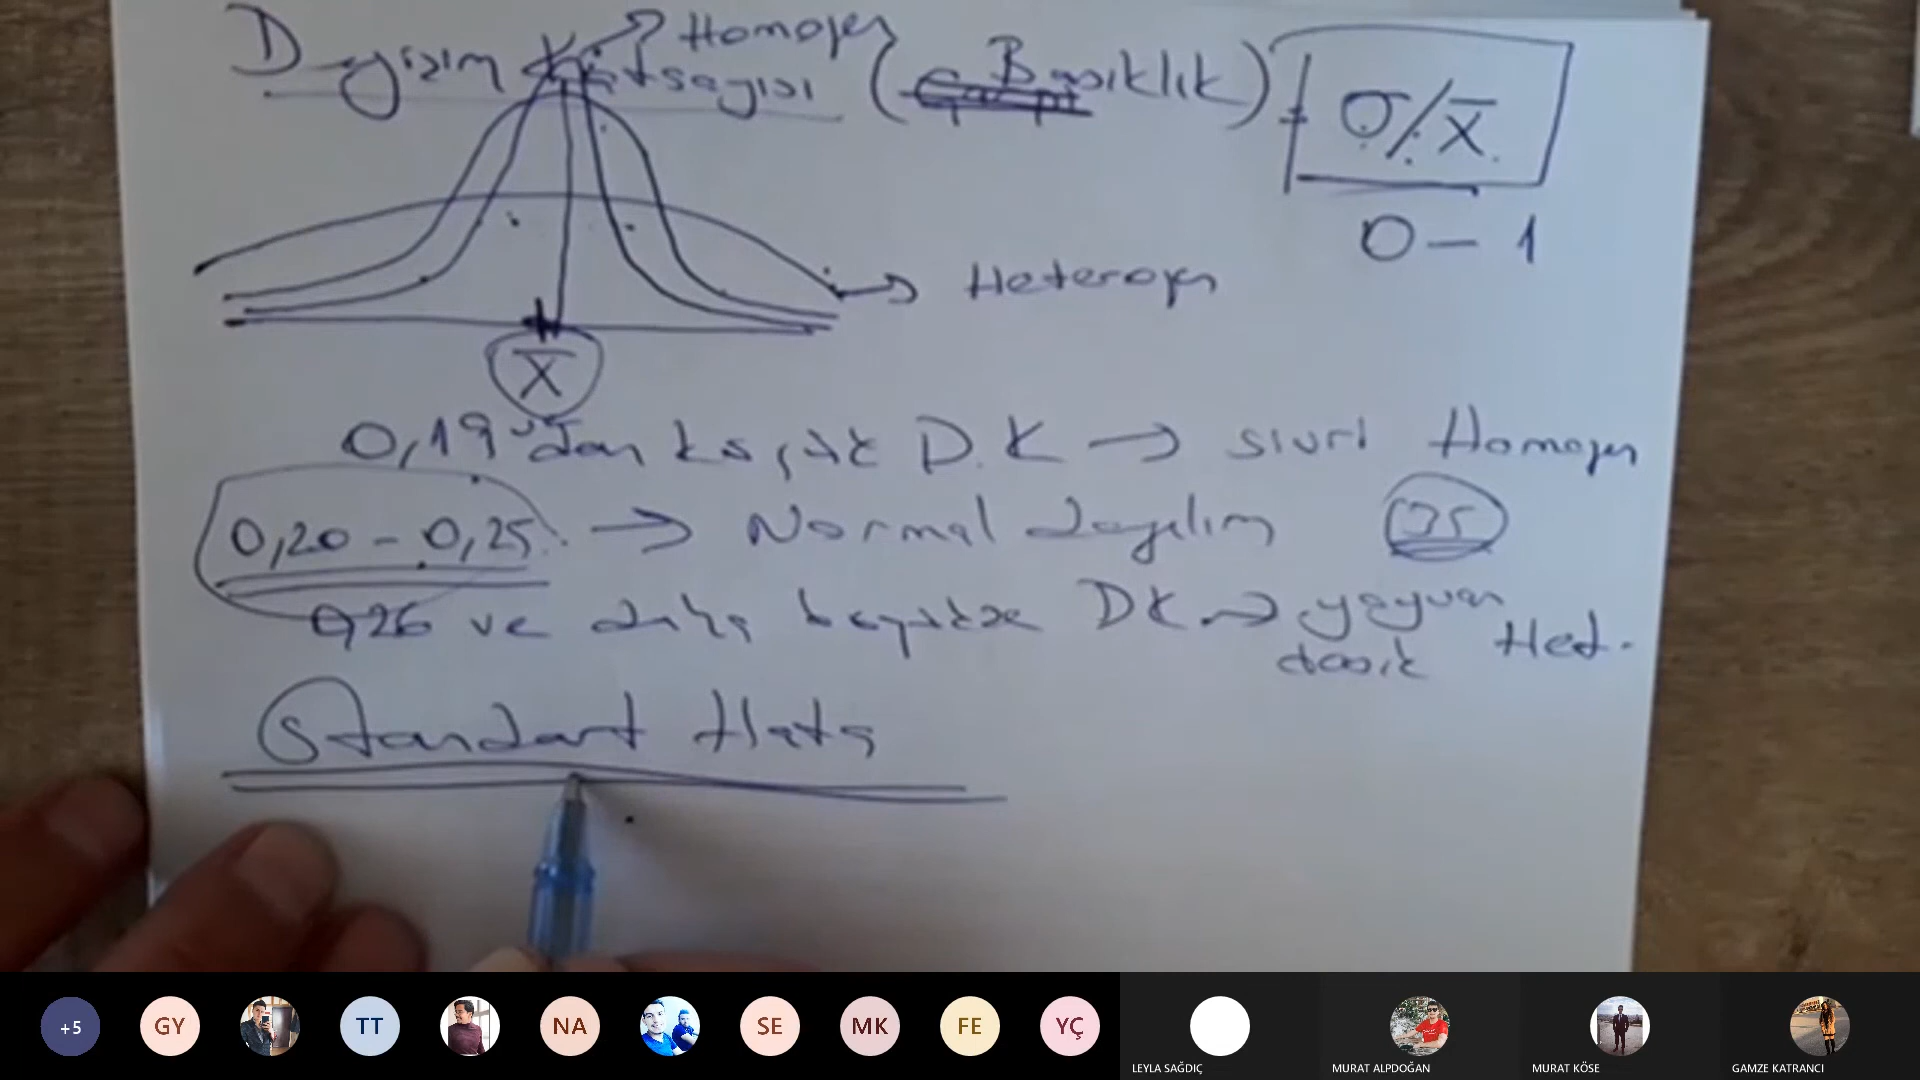 Değişim Katsayısı (Basıklık) = σ/x̄
Homojen
0 – 1
Heterojen
x̄
0,19'dan küçük D.K → sivri Homojen
0,20 – 0,25 → Normal dağılım
0,26 ve daha büyükse DK → yayvan Het.
basık
Standart Hata
+5
GY
TT
NA
SE
MK
FE
YÇ
LEYLA SAĞDIÇ
MURAT ALPDOĞAN
MURAT KÖSE
GAMZE KATRANCI